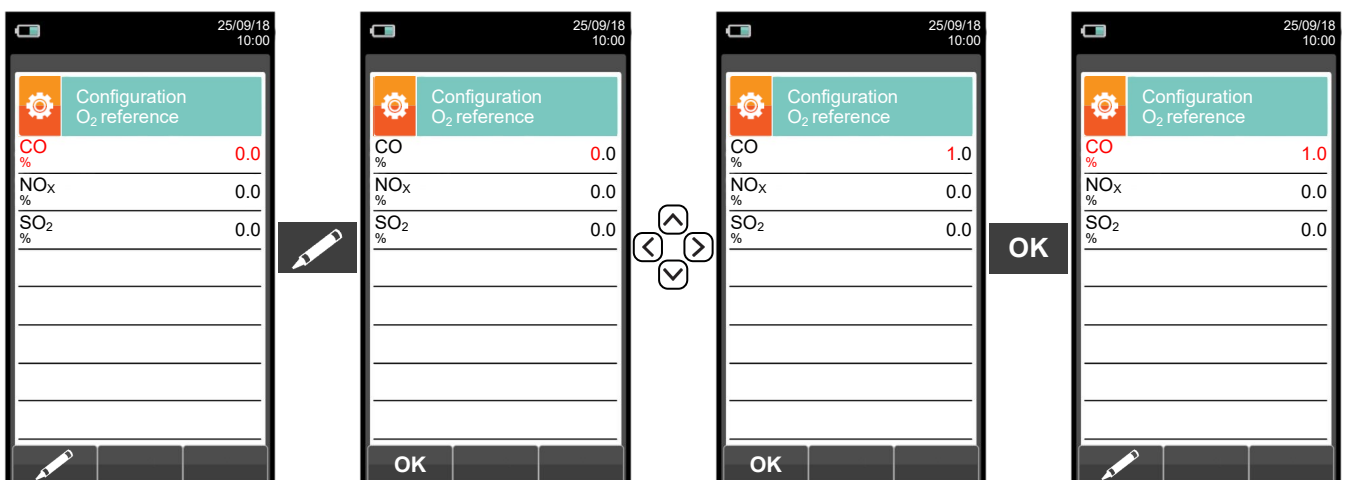 25/09/18
10:00
Configuration
O₂ reference
CO
%
0.0
NOX
%
0.0
SO₂
%
0.0
25/09/18
10:00
Configuration
O₂ reference
CO
%
0.0
NOX
%
0.0
SO₂
%
0.0
OK
25/09/18
10:00
Configuration
O₂ reference
CO
%
1.0
NOX
%
0.0
SO₂
%
0.0
OK
OK
25/09/18
10:00
Configuration
O₂ reference
CO
%
1.0
NOX
%
0.0
SO₂
%
0.0